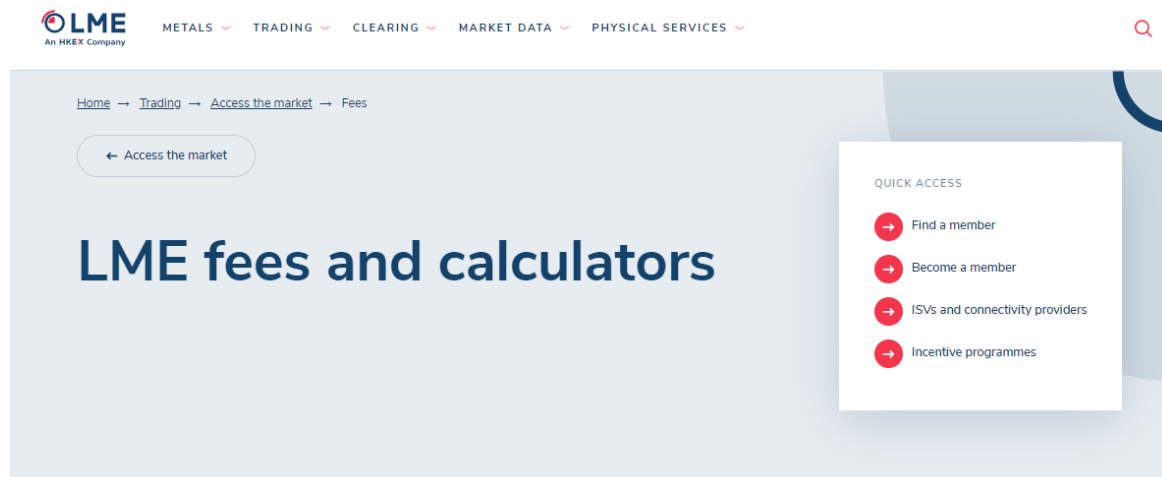 LME
An HKEX Company
METALS TRADING CLEARING MARKET DATA PHYSICAL SERVICES
Home → Trading → Access the market → Fees
← Access the market
LME fees and calculators
QUICK ACCESS
→ Find a member
→ Become a member
→ ISVs and connectivity providers
→ Incentive programmes